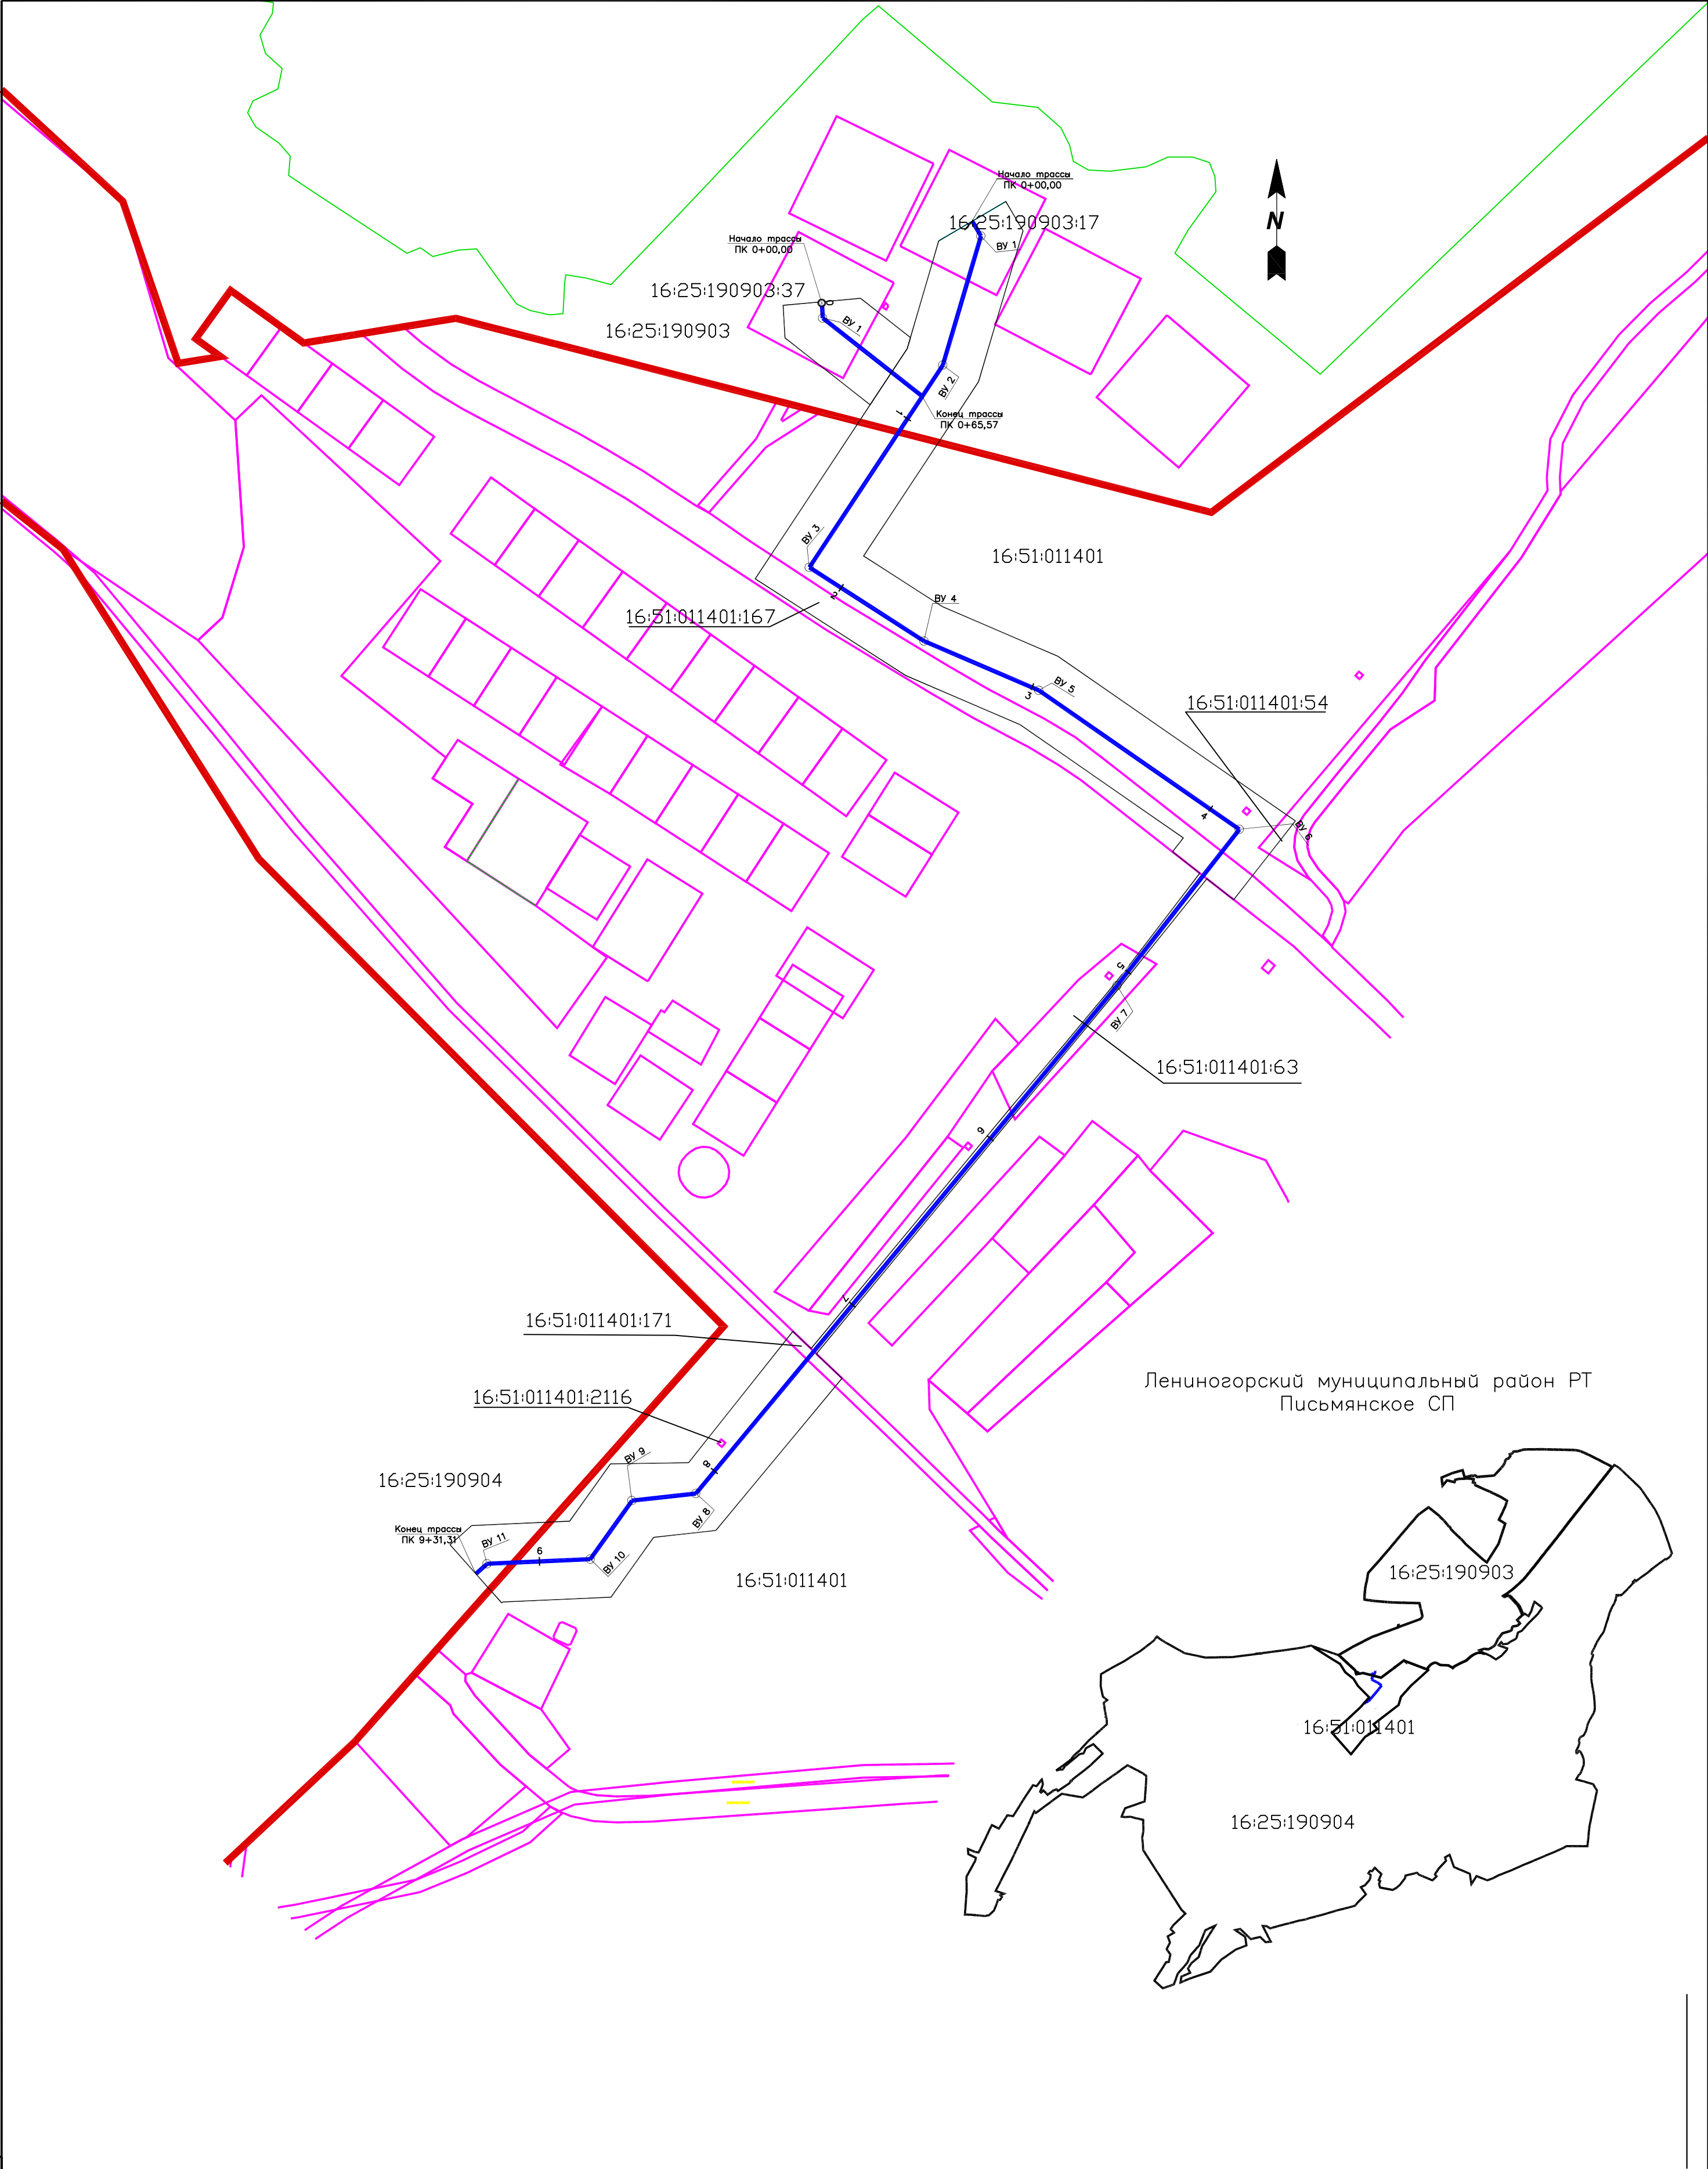 Начало трассы
ПК 0+00,00
16:25:190903:17
ВУ 1
N
Начало трассы
ПК 0+00,00
16:25:190903:37
16:25:190903
ВУ 1
ВУ 2
1
Конец трассы
ПК 0+65,57
ВУ 3
16:51:011401
2
16:51:011401:167
ВУ 4
ВУ 5
3
16:51:011401:54
4
ВУ 6
5
ВУ 7
16:51:011401:63
6
7
16:51:011401:171
16:51:011401:2116
Лениногорский муниципальный район РТ
Письмянское СП
ВУ 9
8
16:25:190904
ВУ 8
Конец трассы
ПК 9+31,31
ВУ 11
9
ВУ 10
16:51:011401
16:25:190903
16:51:011401
16:25:190904